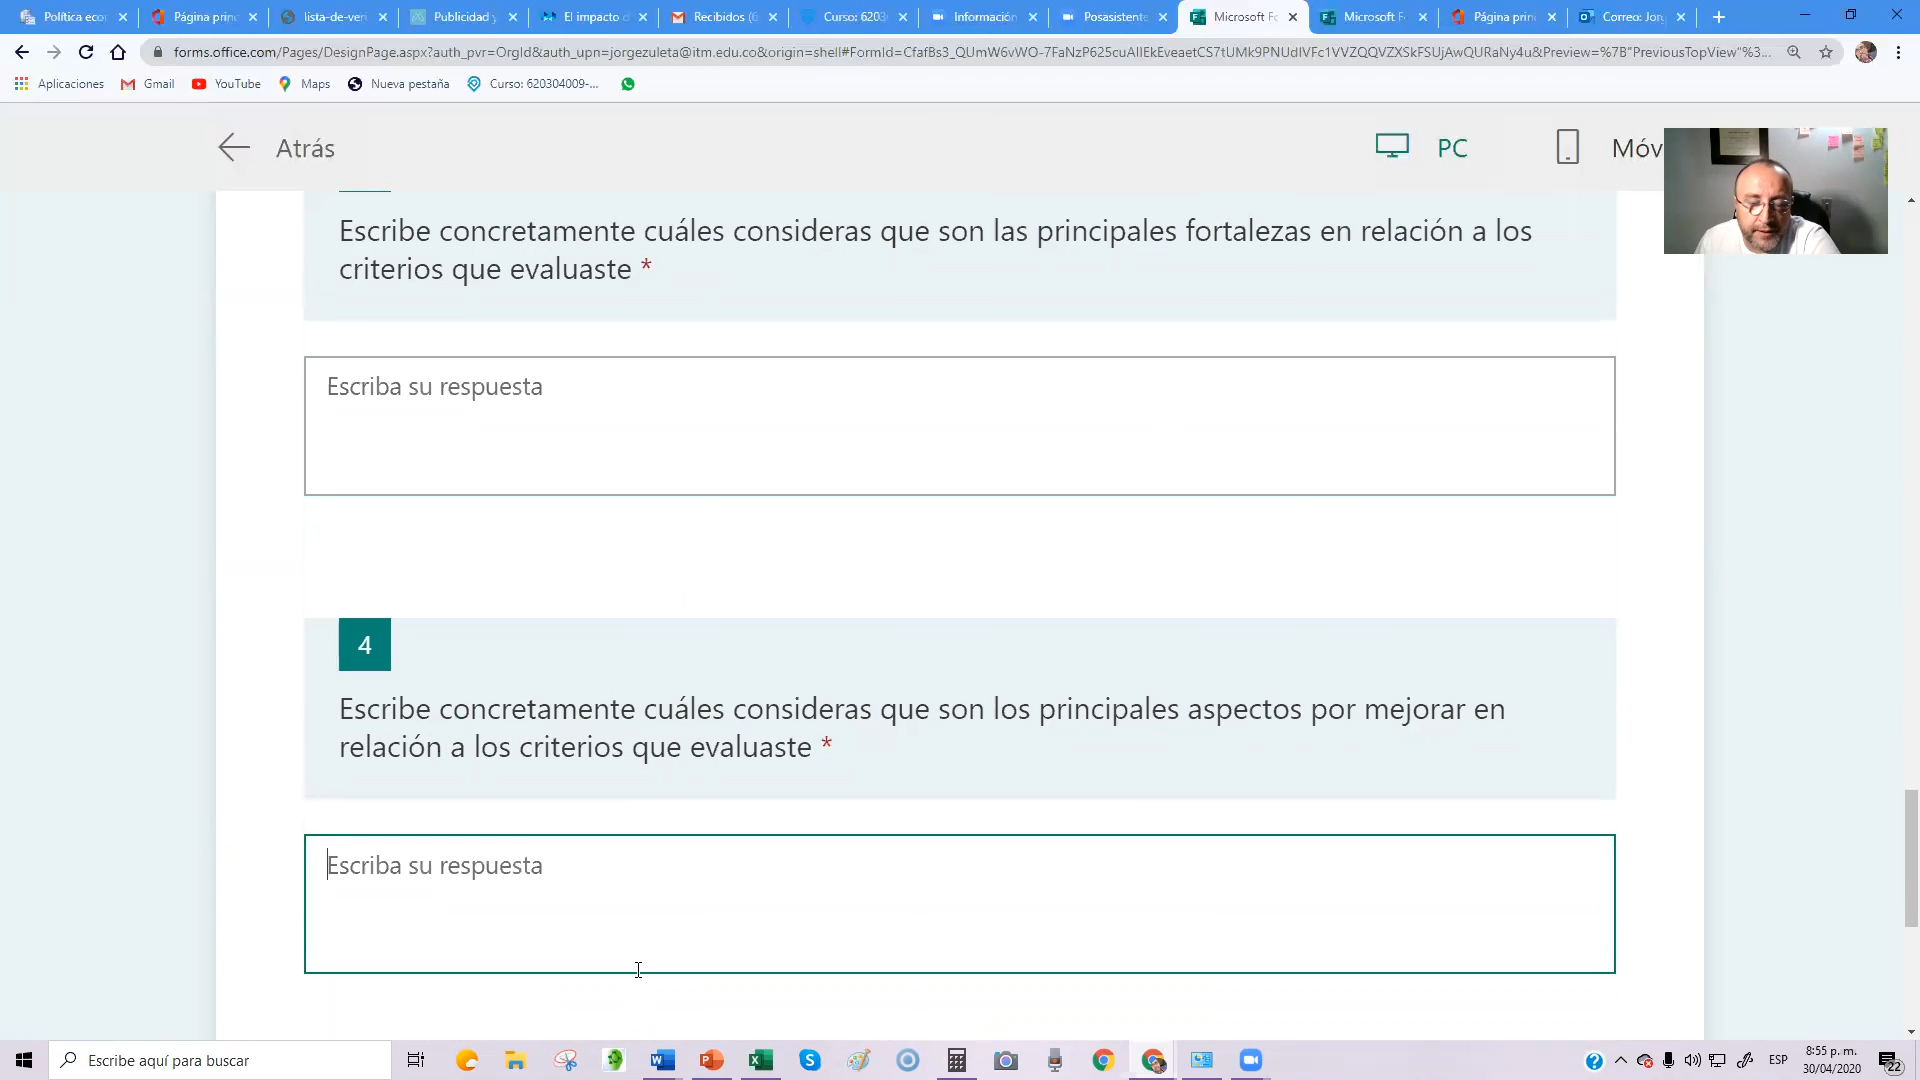 Política eco
Página prin
lista-de-ver
Publicidad y
El impacto d
Recibidos (6
Curso: 6203
Información
Posasistente
Microsoft Fo
Microsoft F
Página prin
Correo: Jor
forms.office.com/Pages/DesignPage.aspx?auth_pvr=OrgId&auth_upn=jorgezuleta@itm.edu.co&origin=shell#FormId=CfafBs3_QUmW6vWO-7FaNzP625cuAIlEkEveaetCS7tUMk9PNUdIVFc1VVZQQVZXSkFSUjAwQURaNy4u&Preview=%7B"PreviousTopView"%3...
Aplicaciones
Gmail
YouTube
Maps
Nueva pestaña
Curso: 620304009-...
Atrás
PC
Móv
Escribe concretamente cuáles consideras que son las principales fortalezas en relación a los
criterios que evaluaste *
Escriba su respuesta
4
Escribe concretamente cuáles consideras que son los principales aspectos por mejorar en
relación a los criterios que evaluaste *
Escriba su respuesta
Escribe aquí para buscar
ESP
8:55 p. m.
30/04/2020
22